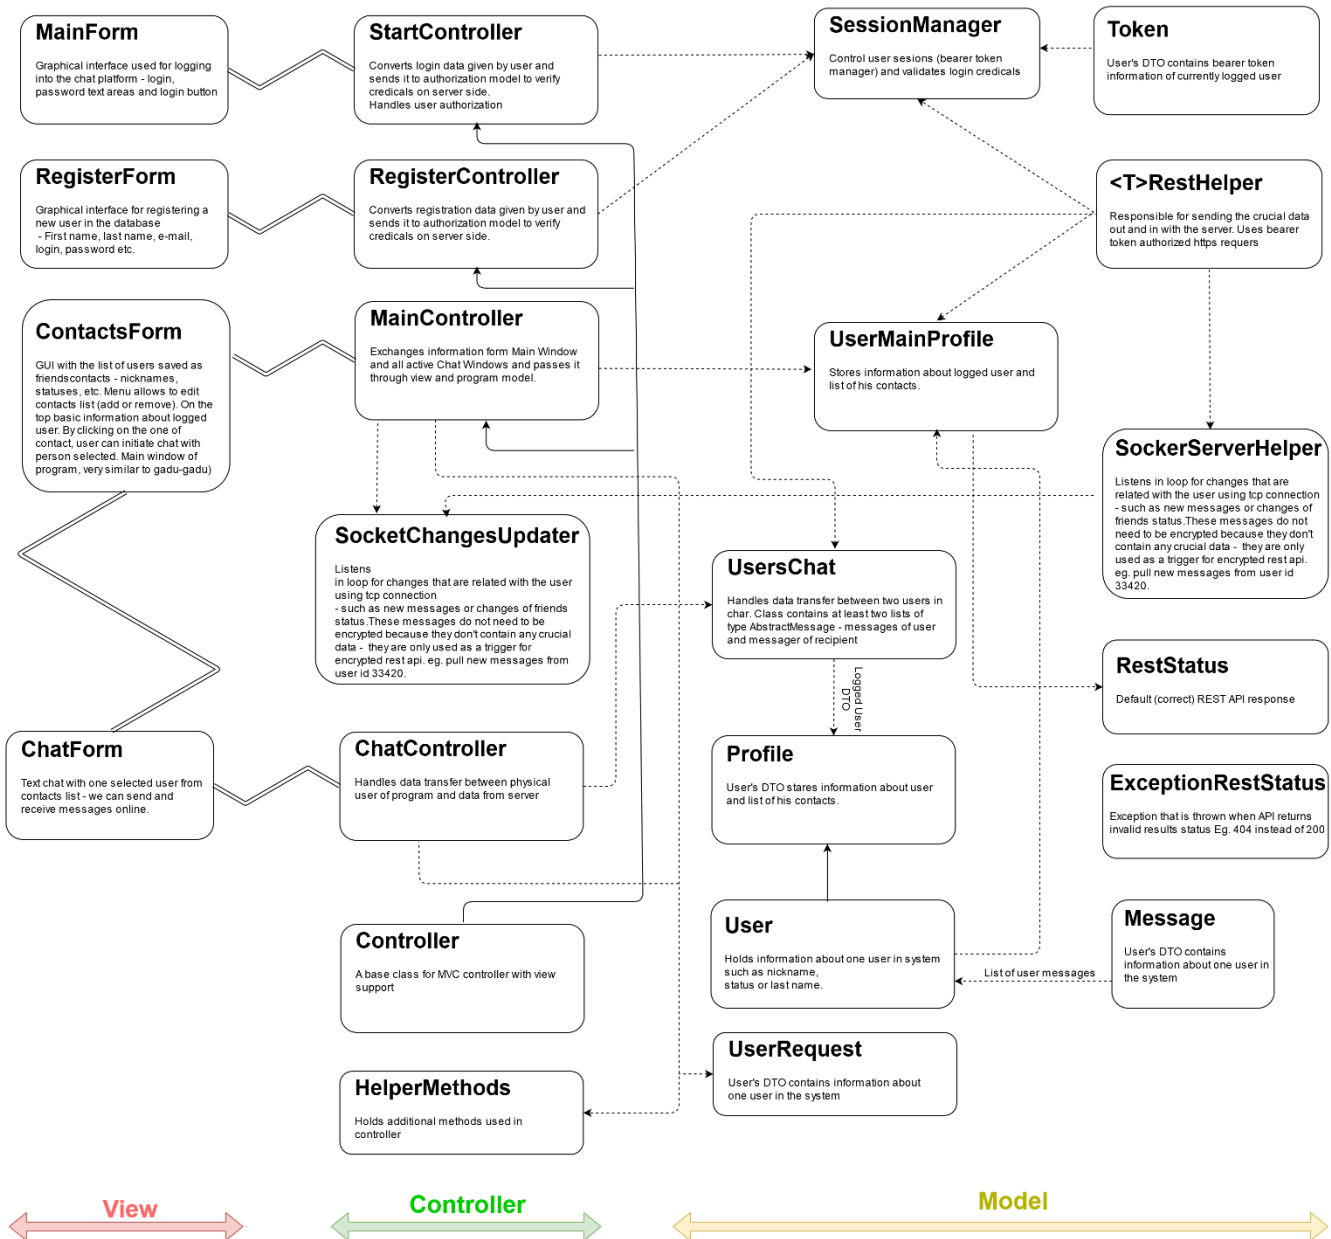 MainForm
Graphical interface used for logging
into the chat platform - login,
password text areas and login button
StartController
Converts login data given by user and
sends it to authorization model to verify
credicals on server side.
Handles user authorization
SessionManager
Control user sesions (bearer token
manager) and validates login credicals
Token
User's DTO contains bearer token
information of currently logged user
RegisterForm
Graphical interface for registering a
new user in the database
- First name, last name, e-mail,
login, password etc.
RegisterController
Converts registration data given by user and
sends it to authorization model to verify
credicals on server side.
<T>RestHelper
Responsible for sending the crucial data
out and in with the server. Uses bearer
token authorized https requers
ContactsForm
GUI with the list of users saved as
friendscontacts - nicknames,
statuses, etc. Menu allows to edit
contacts list (add or remove). On the
top basic information about logged
user. By clicking on the one of
contact, user can initiate chat with
person selected. Main window of
program, very similar to gadu-gadu)
MainController
Exchanges information form Main Window
and all active Chat Windows and passes it
through view and program model.
UserMainProfile
Stores information about logged user and
list of his contacts.
SockerServerHelper
Listens in loop for changes that are
related with the user using tcp connection
- such as new messages or changes of
friends status.These messages do not
need to be encrypted because they don't
contain any crucial data - they are only
used as a trigger for encrypted rest api.
eg. pull new messages from user id
33420.
SocketChangesUpdater
Listens
in loop for changes that are related with the user
using tcp connection
- such as new messages or changes of friends
status.These messages do not need to be
encrypted because they don't contain any crucial
data - they are only used as a trigger for
encrypted rest api. eg. pull new messages from
user id 33420.
UsersChat
Handles data transfer between two users in
char. Class contains at least two lists of
type AbstractMessage - messages of user
and messager of recipient
Logged User
DTO
RestStatus
Default (correct) REST API response
ChatForm
Text chat with one selected user from
contacts list - we can send and
receive messages online.
ChatController
Handles data transfer between physical
user of program and data from server
Profile
User's DTO stares information about user
and list of his contacts.
ExceptionRestStatus
Exception that is thrown when API returns
invalid results status Eg. 404 instead of 200
Controller
A base class for MVC controller with view
support
User
Holds information about one user in system
such as nickname,
status or last name.
List of user messages
Message
User's DTO contains
information about one user in
the system
HelperMethods
Holds additional methods used in
controller
UserRequest
User's DTO contains information about
one user in the system
View
Controller
Model